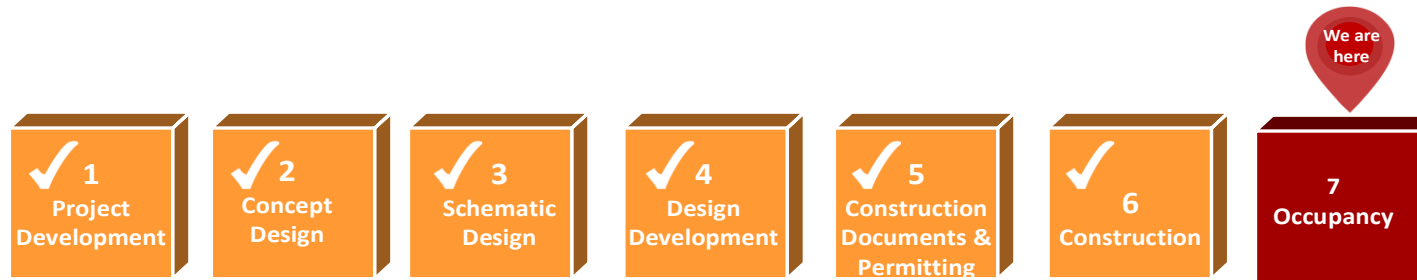 We are
here
1
Project
Development
2
Concept
Design
3
Schematic
Design
4
Design
Development
5
Construction
Documents &
Permitting
6
Construction
7
Occupancy